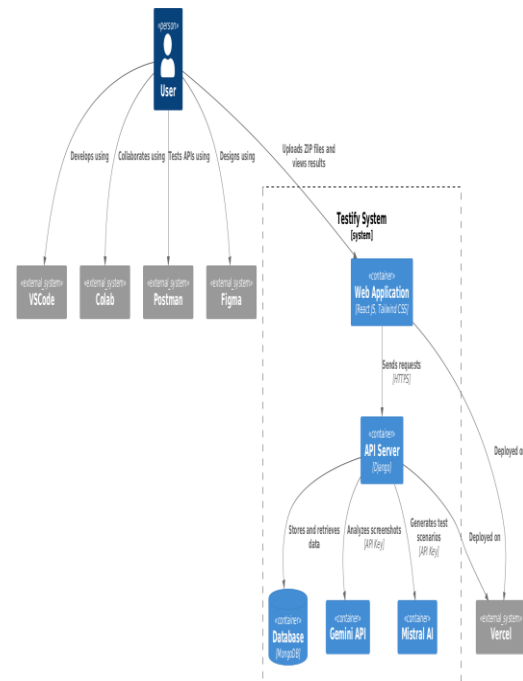 «person»
User
Develops using
Collaborates using
Tests APIs using
Designs using
Uploads ZIP files and
views results
Testify System
[system]
«external_system»
VSCode
«external_system»
Colab
«external_system»
Postman
«external_system»
Figma
«container»
Web Application
[React JS, Tailwind CSS]
Sends requests
[HTTPS]
Deployed on
«container»
API Server
[Django]
Stores and retrieves
data
Analyzes screenshots
[API Key]
Generates test
scenarios
[API Key]
Deployed on
«container»
Database
[MongoDB]
«container»
Gemini API
«container»
Mistral AI
«external_system»
Vercel